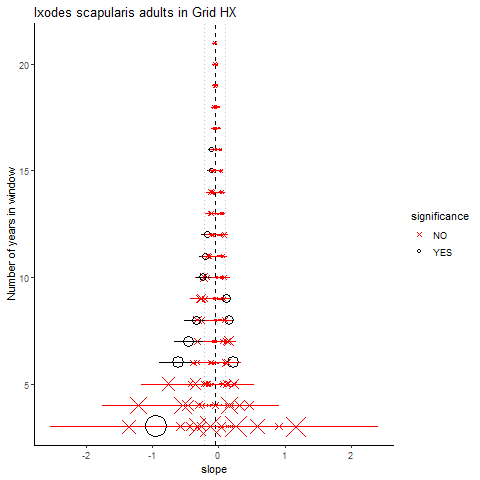 Ixodes scapularis adults in Grid HX
20
15
10
5
Number of years in window
-2
-1
0
1
2
slope
significance
NO
YES